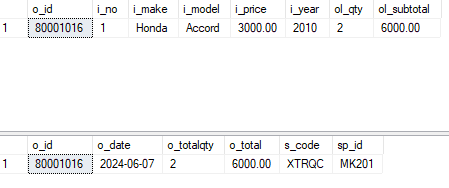 o_id i_no i_make i_model i_price i_year ol_qty ol_subtotal
1 80001016 1 Honda Accord 3000.00 2010 2 6000.00
o_id o_date o_totalqty o_total s_code sp_id
1 80001016 2024-06-07 2 6000.00 XTRQC MK201